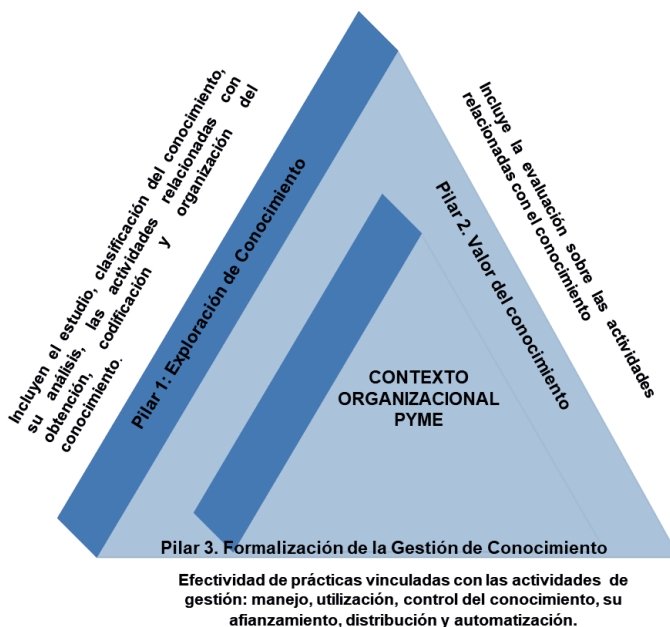 Incluyen el estudio, clasificación del conocimiento,
su análisis, las actividades relacionadas con
obtención, codificación y organización del
conocimiento.
Pilar 1: Exploración de Conocimiento
Incluye la evaluación sobre las actividades
relacionadas con el conocimiento
Pilar 2. Valor del conocimiento
CONTEXTO
ORGANIZACIONAL
PYME
Pilar 3. Formalización de la Gestión de Conocimiento
Efectividad de prácticas vinculadas con las actividades de
gestión: manejo, utilización, control del conocimiento, su
afianzamiento, distribución y automatización.